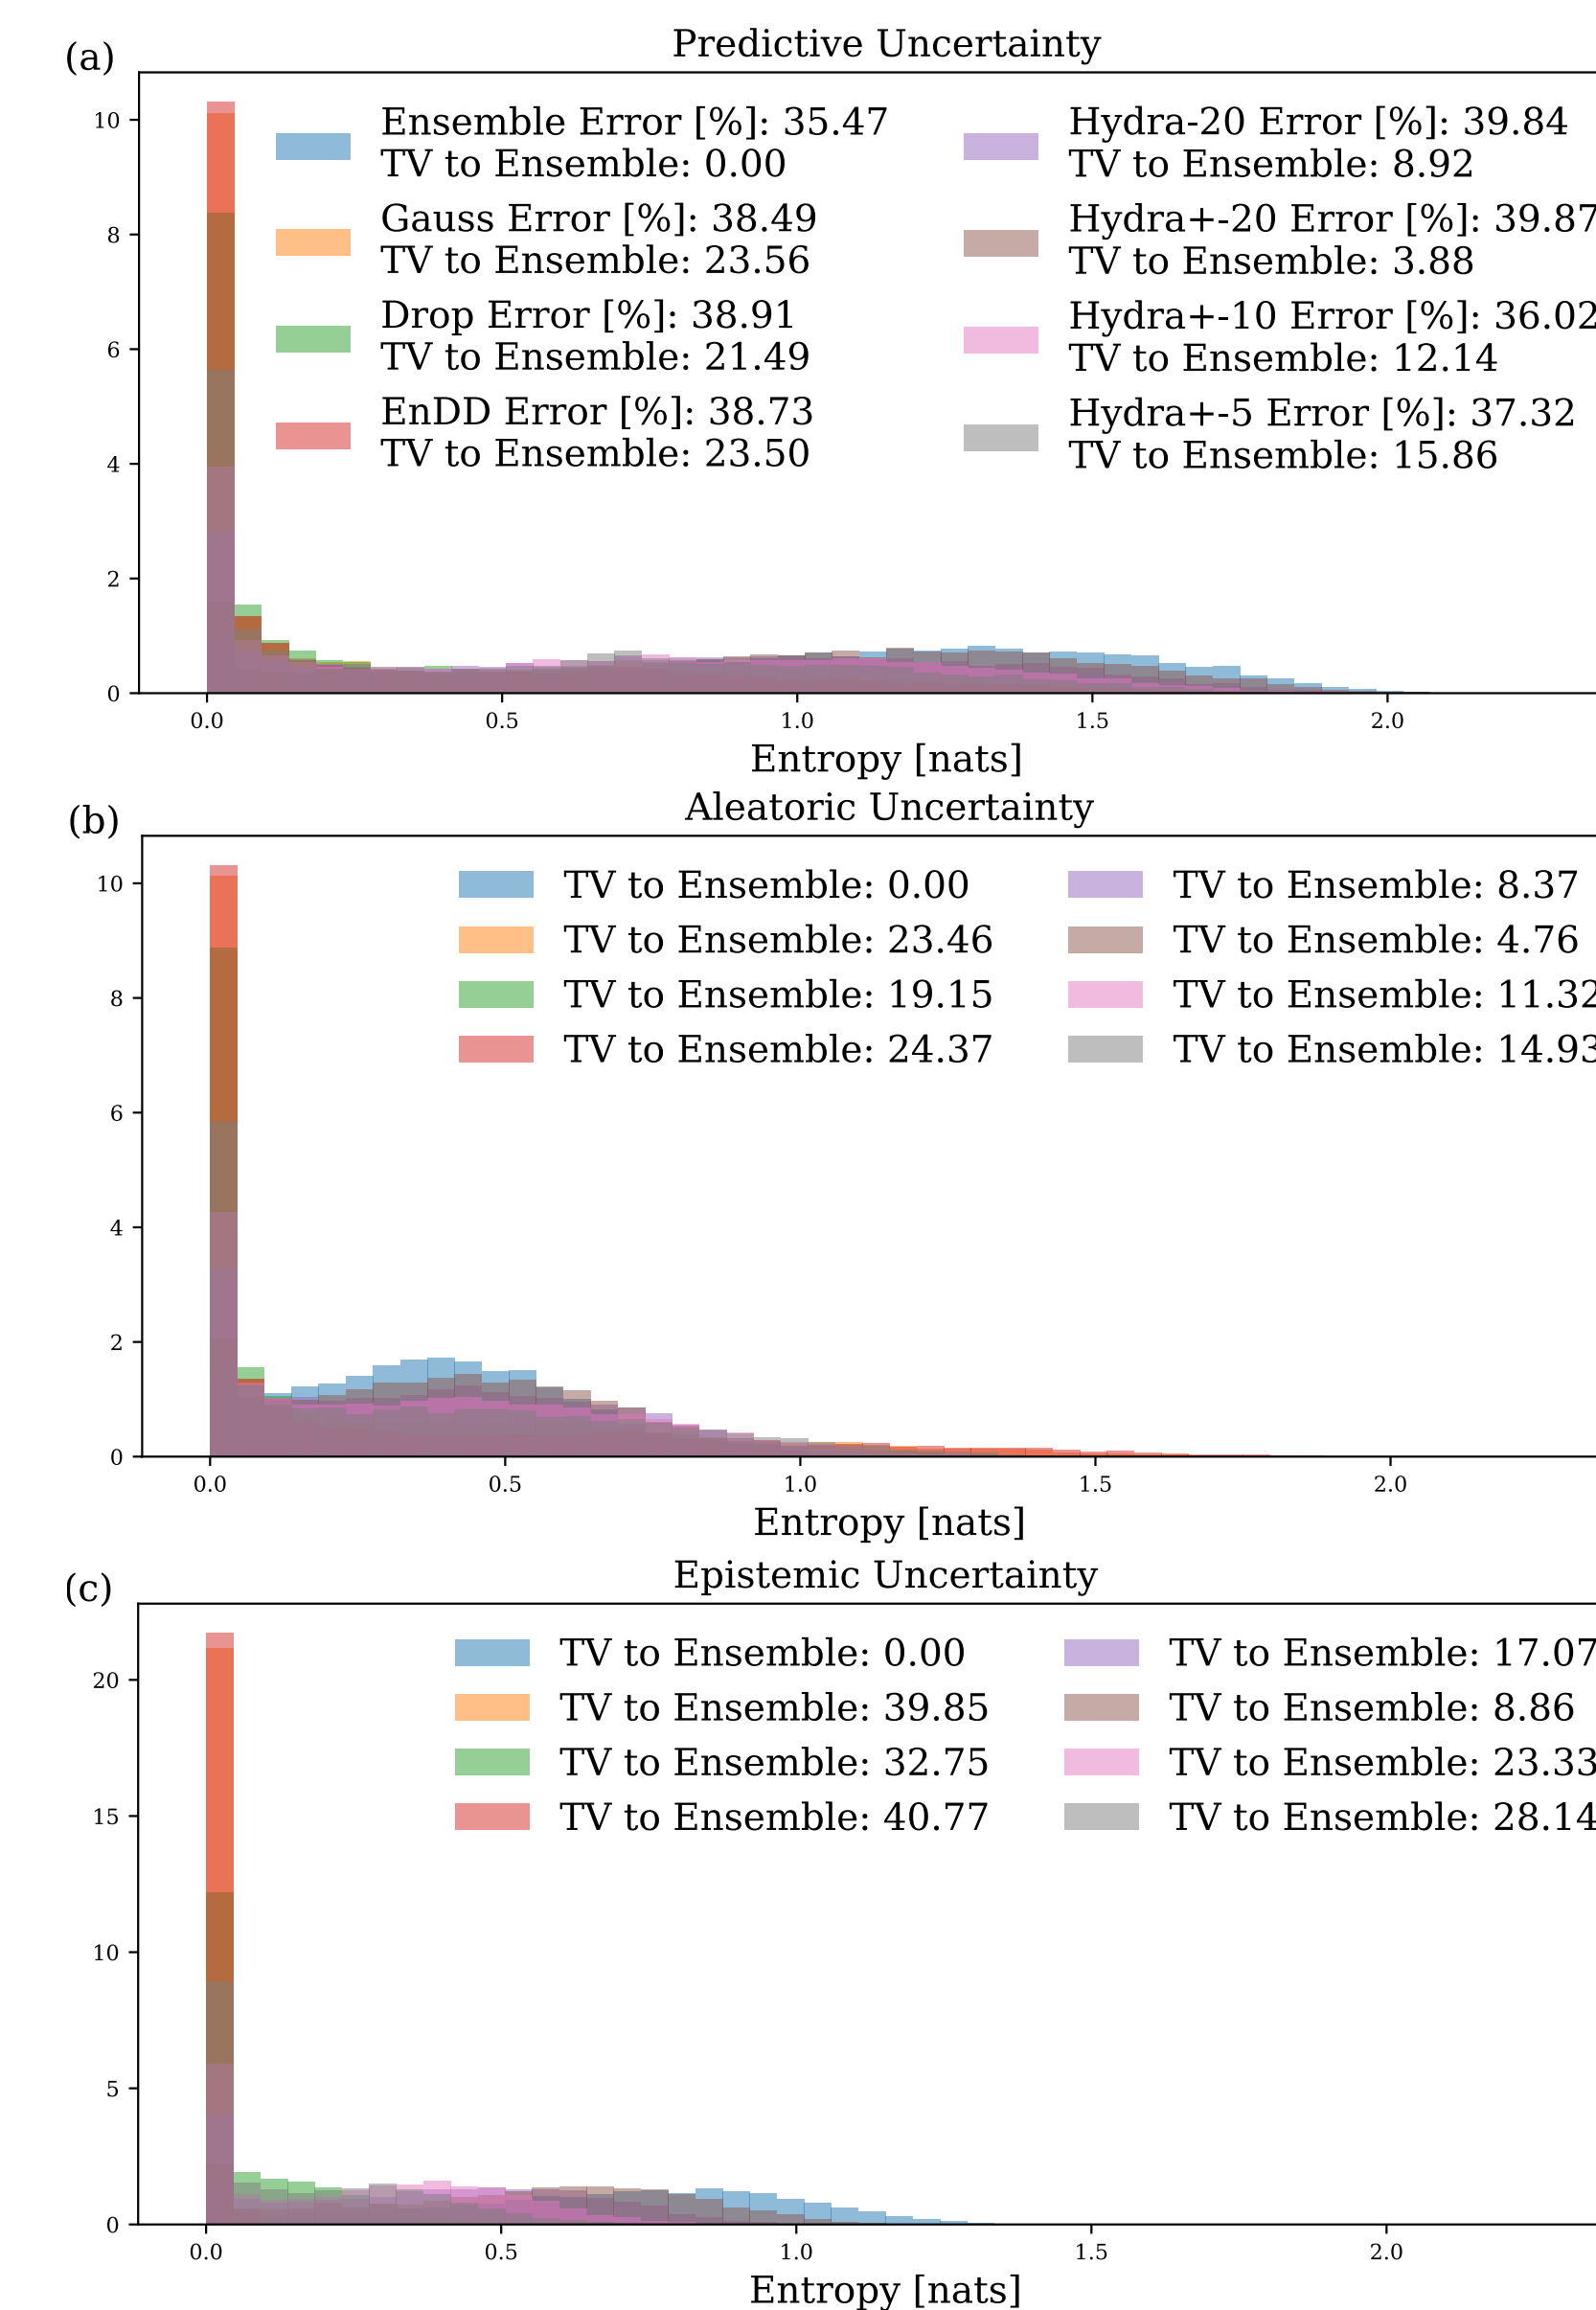 (a)
Predictive Uncertainty
10
8
6
4
2
0
Ensemble Error [%]: 35.47
TV to Ensemble: 0.00
Gauss Error [%]: 38.49
TV to Ensemble: 23.56
Drop Error [%]: 38.91
TV to Ensemble: 21.49
EnDD Error [%]: 38.73
TV to Ensemble: 23.50
Hydra-20 Error [%]: 39.84
TV to Ensemble: 8.92
Hydra+-20 Error [%]: 39.87
TV to Ensemble: 3.88
Hydra+-10 Error [%]: 36.02
TV to Ensemble: 12.14
Hydra+-5 Error [%]: 37.32
TV to Ensemble: 15.86
0.0 0.5 1.0 1.5 2.0
Entropy [nats]
(b)
Aleatoric Uncertainty
10
8
6
4
2
0
TV to Ensemble: 0.00
TV to Ensemble: 23.46
TV to Ensemble: 19.15
TV to Ensemble: 24.37
TV to Ensemble: 8.37
TV to Ensemble: 4.76
TV to Ensemble: 11.32
TV to Ensemble: 14.93
0.0 0.5 1.0 1.5 2.0
Entropy [nats]
(c)
Epistemic Uncertainty
20
15
10
5
0
TV to Ensemble: 0.00
TV to Ensemble: 39.85
TV to Ensemble: 32.75
TV to Ensemble: 40.77
TV to Ensemble: 17.07
TV to Ensemble: 8.86
TV to Ensemble: 23.33
TV to Ensemble: 28.14
0.0 0.5 1.0 1.5 2.0
Entropy [nats]